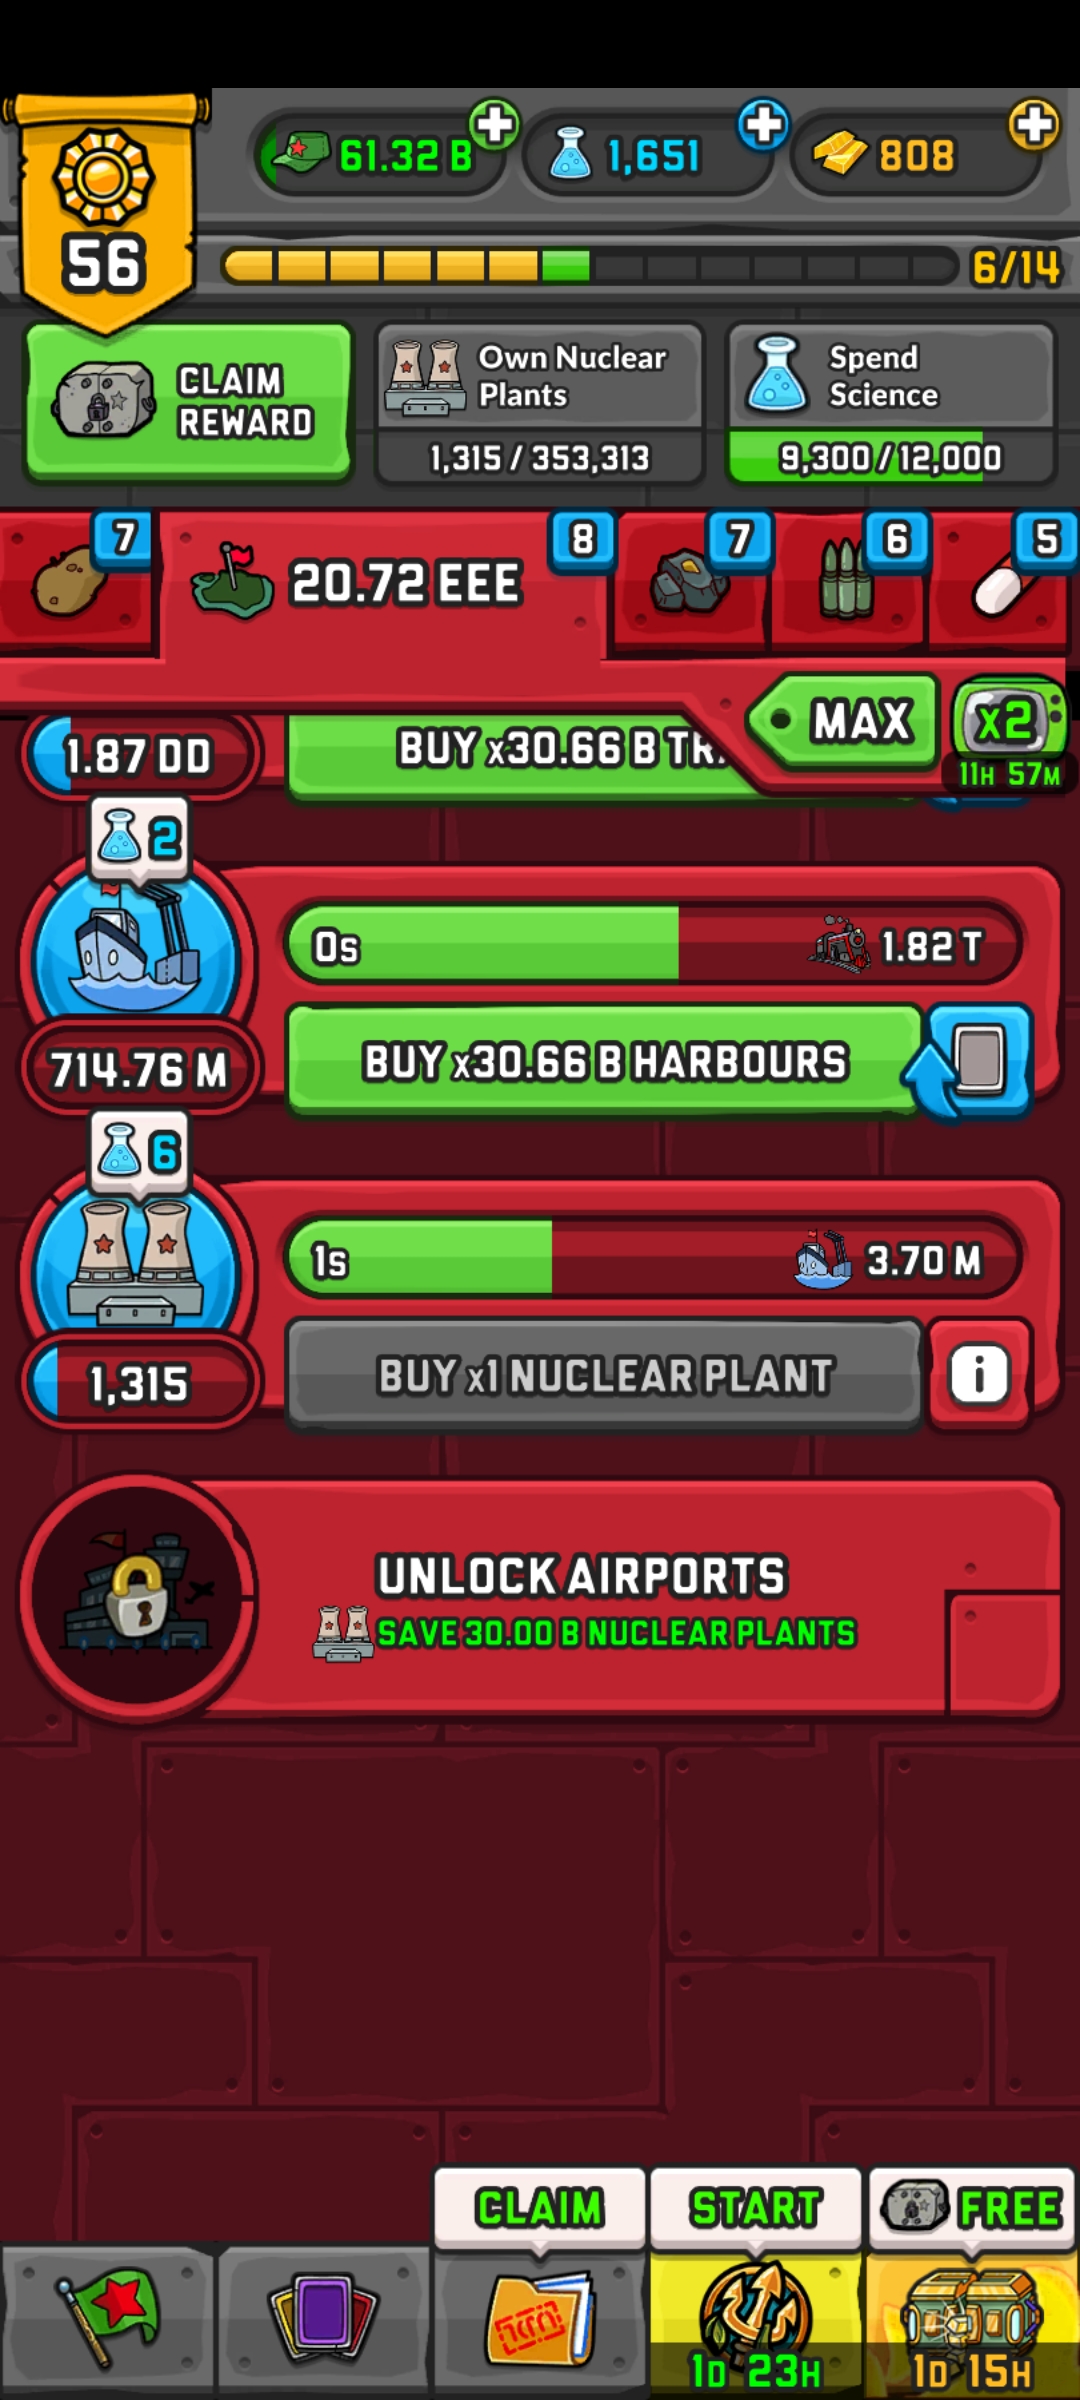 61.32 B
1,651
808
56
6/14
CLAIM
REWARD
Own Nuclear
Plants
1,315 / 353,313
Spend
Science
9,300 / 12,000
7
20.72 EEE
8
7
6
5
MAX
x2
11H 57M
1.87 DD
BUY x30.66 B
2
0s
1.82 T
714.76 M
BUY x30.66 B HARBOURS
6
1s
3.70 M
1,315
BUY x1 NUCLEAR PLANT
i
UNLOCK AIRPORTS
SAVE 30.00 B NUCLEAR PLANTS
CLAIM
START
FREE
1D 23H
1D 15H